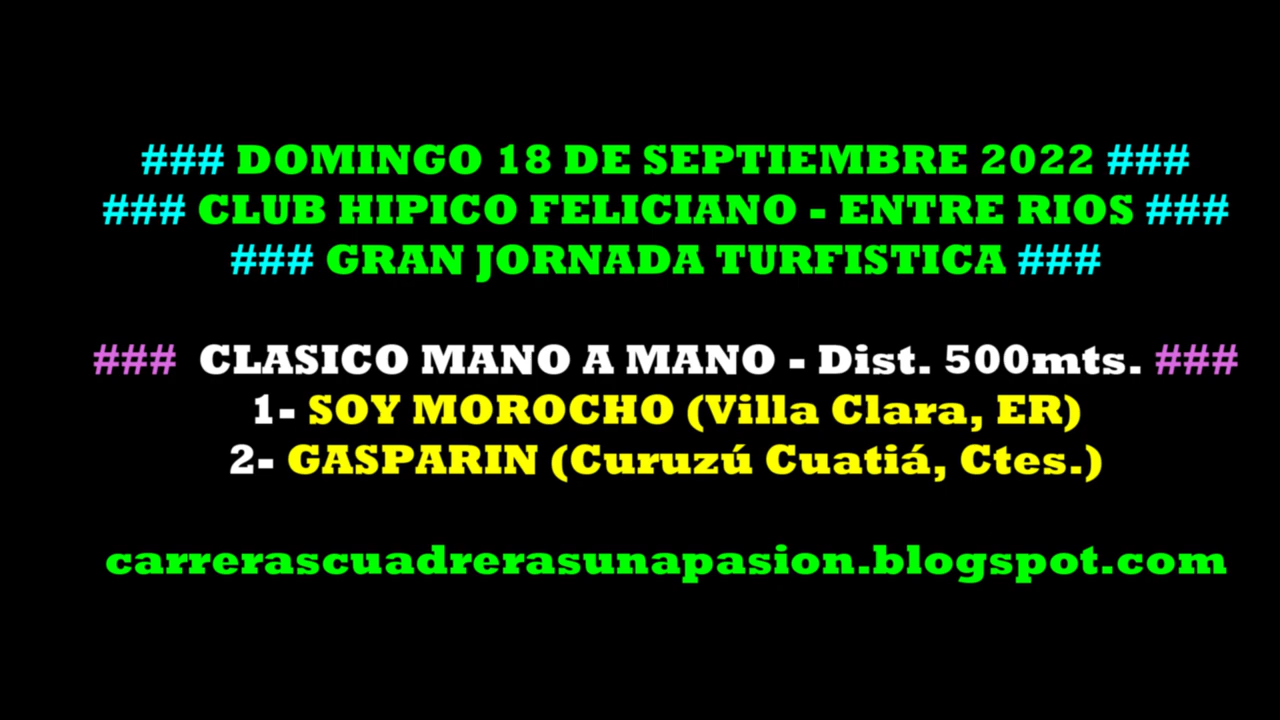 ### DOMINGO 18 DE SEPTIEMBRE 2022 ###
### CLUB HIPICO FELICIANO - ENTRE RIOS ###
### GRAN JORNADA TURFISTICA ###
### CLASICO MANO A MANO - Dist. 500mts. ###
1- SOY MOROCHO (Villa Clara, ER)
2- GASPARIN (Curuzú Cuatiá, Ctes.)
carrerascuadrerasunapasion.blogspot.com